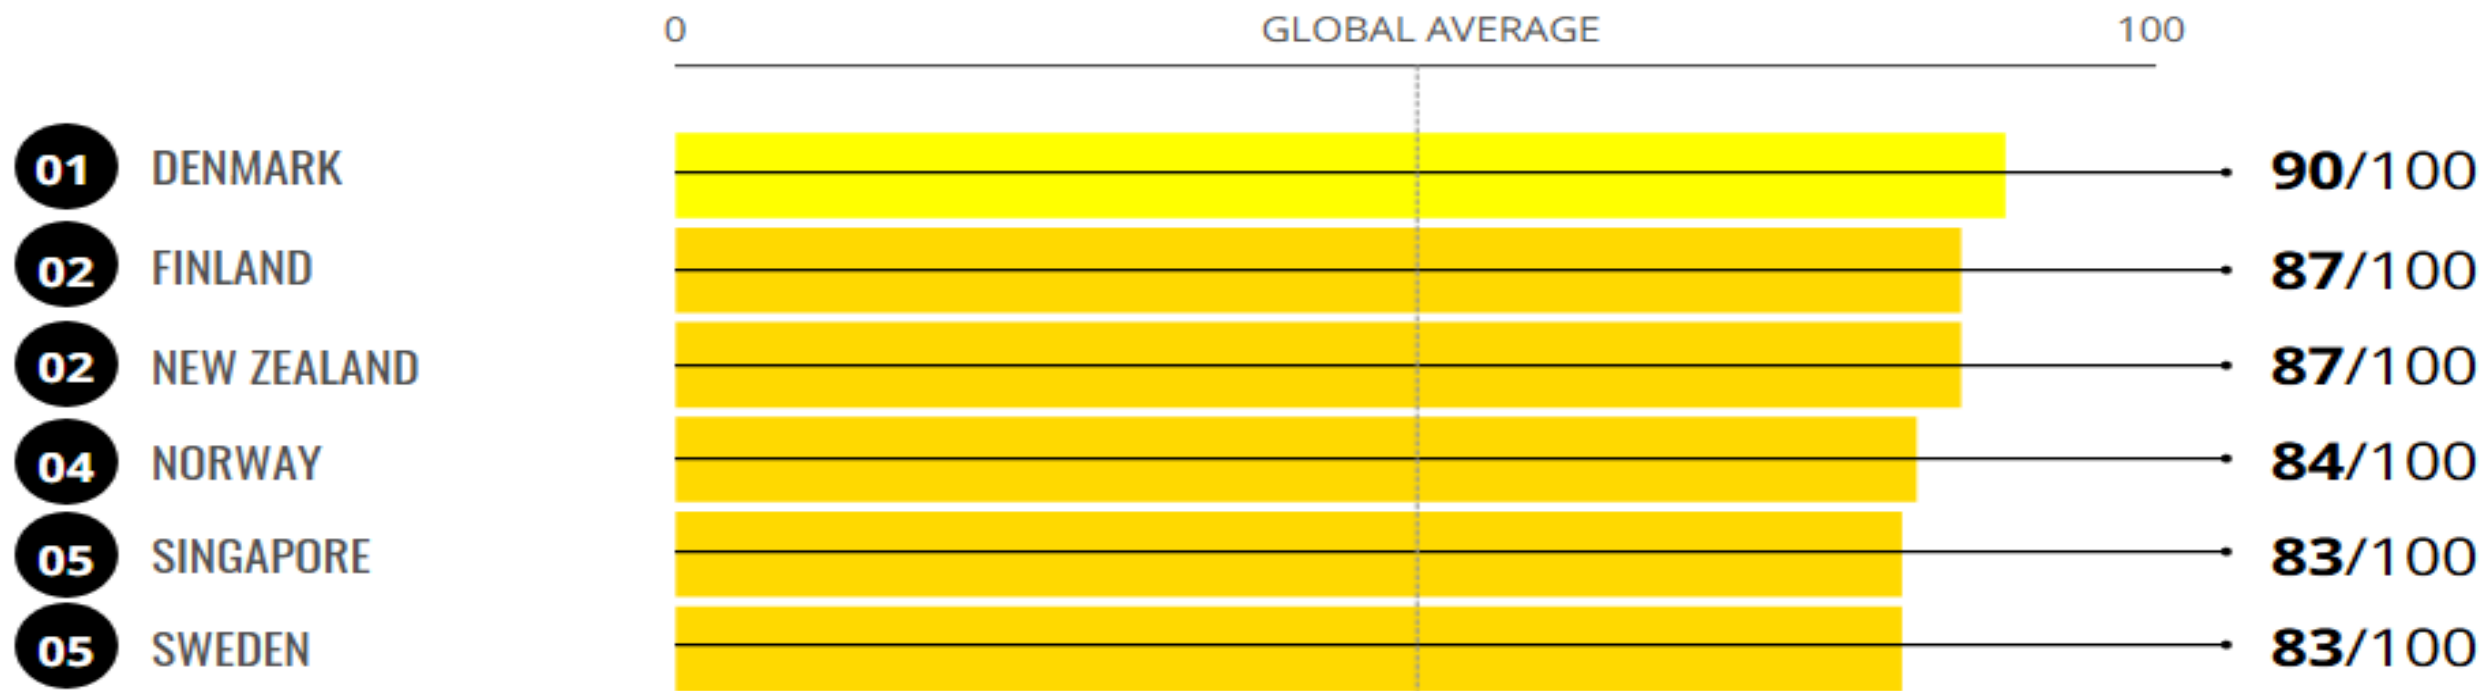 0 GLOBAL AVERAGE 100
01 DENMARK 90/100
02 FINLAND 87/100
02 NEW ZEALAND 87/100
04 NORWAY 84/100
05 SINGAPORE 83/100
05 SWEDEN 83/100